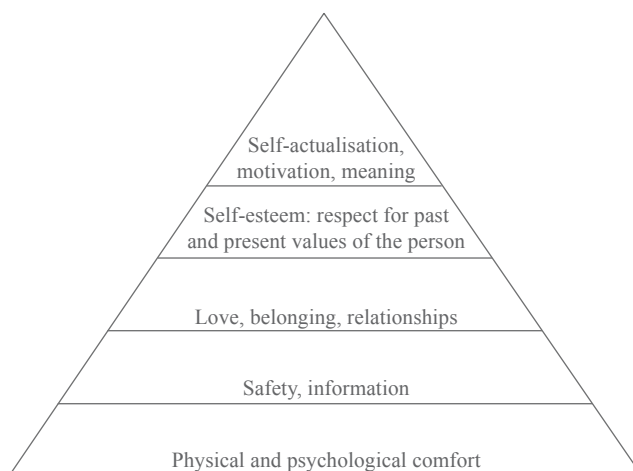 Self-actualisation,
motivation, meaning
Self-esteem: respect for past
and present values of the person
Love, belonging, relationships
Safety, information
Physical and psychological comfort